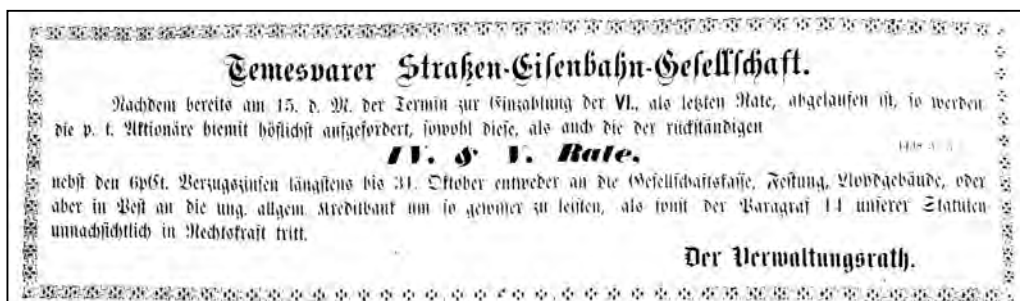 Temesvarer Straßen-Eisenbahn-Gesellschaft.
Nachdem bereits am 15. d. M. der Termin zur Einzahlung der VI., als letzten Rate, abgelaufen ist, so werden
die p. t. Aktionäre hiemit höflichst aufgefordert, sowohl diese, als auch die der rückständigen
IV. & V. Rate,
nebst den 6pCt. Verzugszinsen längstens bis 31. Oktober entweder an die Gesellschaftskasse, Festung, Lloydgebäude, oder
aber in Pest an die ung. allgem Kreditbank um so gewisser zu leisten, als sonst der Paragraf 14 unserer Statuten
unnachsichtlich in Rechtskraft tritt.
Der Verwaltungsrath.